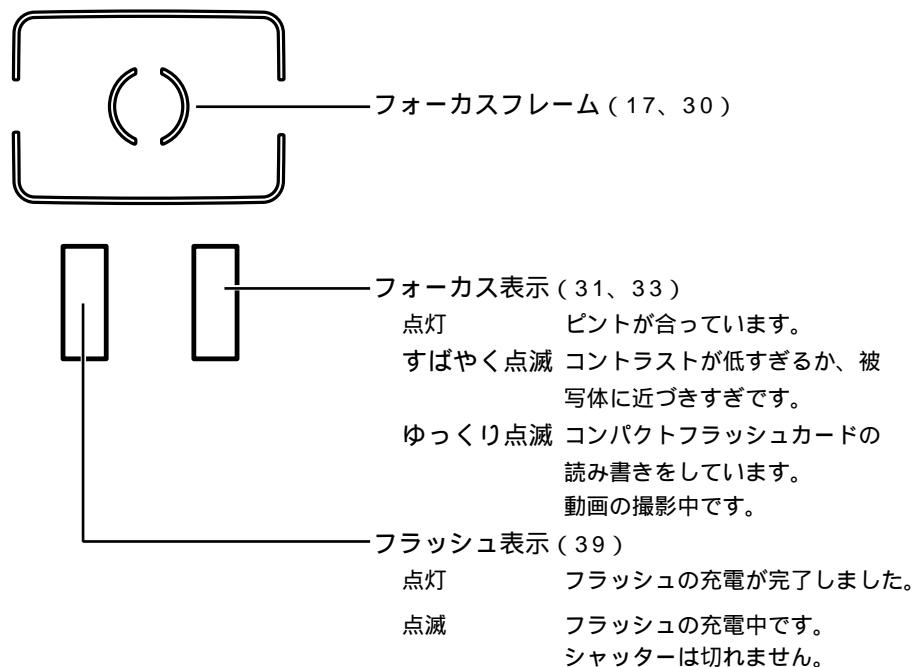 フォーカスフレーム（17、30）
フォーカス表示（31、33）
点灯 ピントが合っています。
すばやく点滅 コントラストが低すぎるか、被
写体に近づきすぎです。
ゆっくり点滅 コンパクトフラッシュカードの
読み書きをしています。
動画の撮影中です。
フラッシュ表示（39）
点灯 フラッシュの充電が完了しました。
点滅 フラッシュの充電中です。
シャッターは切れません。